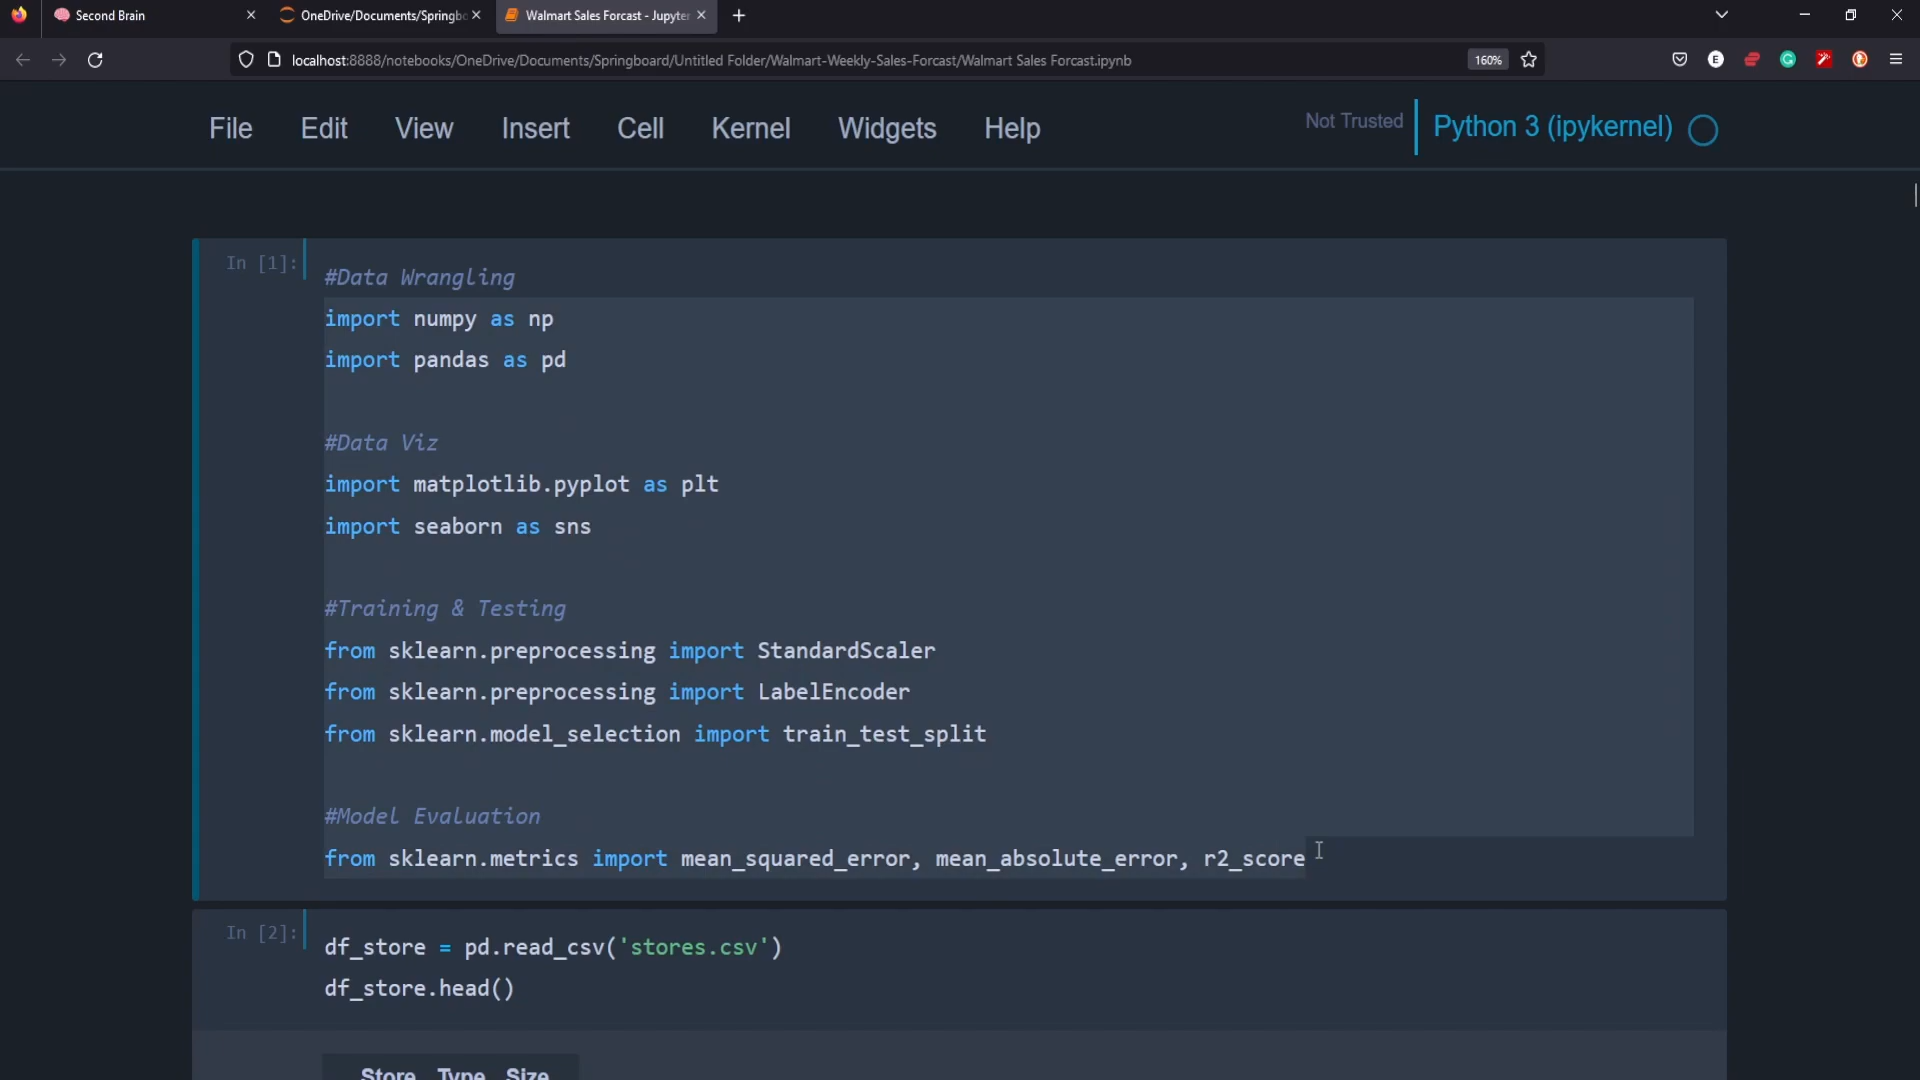 Second Brain
OneDrive/Documents/Springbo
Walmart Sales Forcast - Jupyter
localhost:8888/notebooks/OneDrive/Documents/Springboard/Untitled Folder/Walmart-Weekly-Sales-Forcast/Walmart Sales Forcast.ipynb
160%
File Edit View Insert Cell Kernel Widgets Help
Not Trusted
Python 3 (ipykernel)
In [1]:
#Data Wrangling
import numpy as np
import pandas as pd
#Data Viz
import matplotlib.pyplot as plt
import seaborn as sns
#Training & Testing
from sklearn.preprocessing import StandardScaler
from sklearn.preprocessing import LabelEncoder
from sklearn.model_selection import train_test_split
#Model Evaluation
from sklearn.metrics import mean_squared_error, mean_absolute_error, r2_score
In [2]:
df_store = pd.read_csv('stores.csv')
df_store.head()
Store Type Size